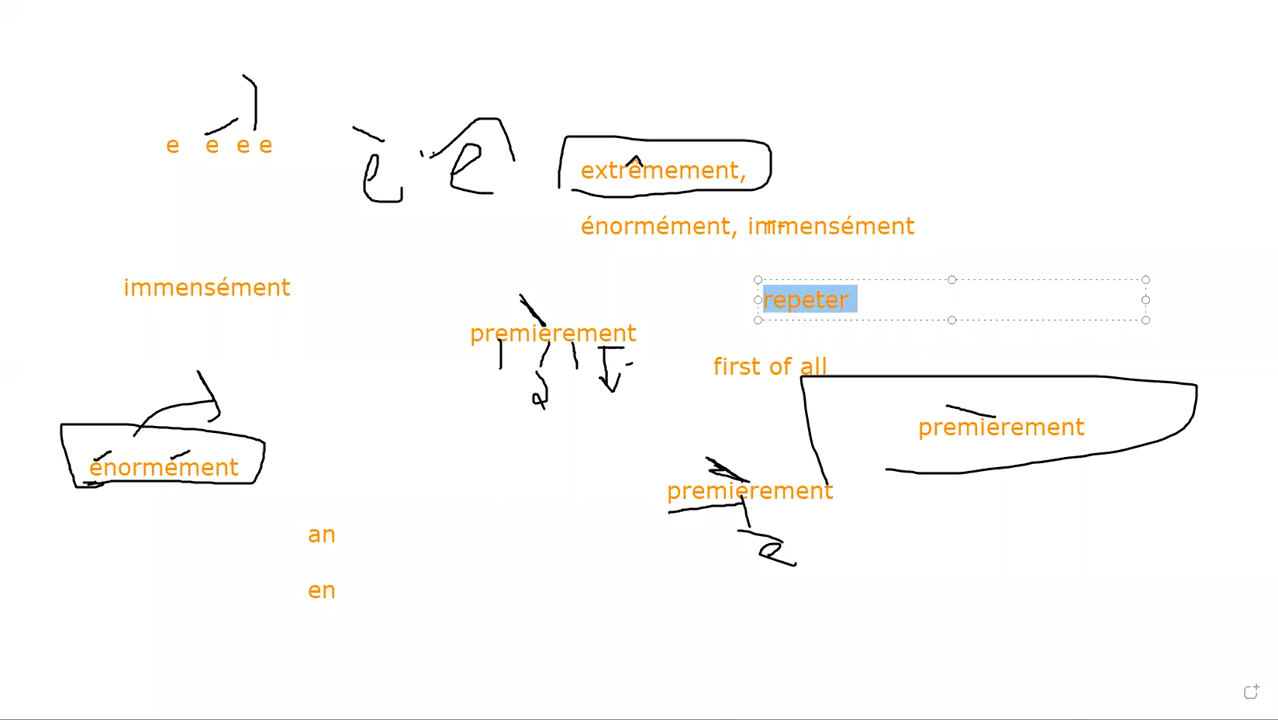 e e e e
è ê extrêmement,
énormément, immensément
immensément
repeter
premièrement
first of all
premièrement
énormément
premièrement
e
an
en